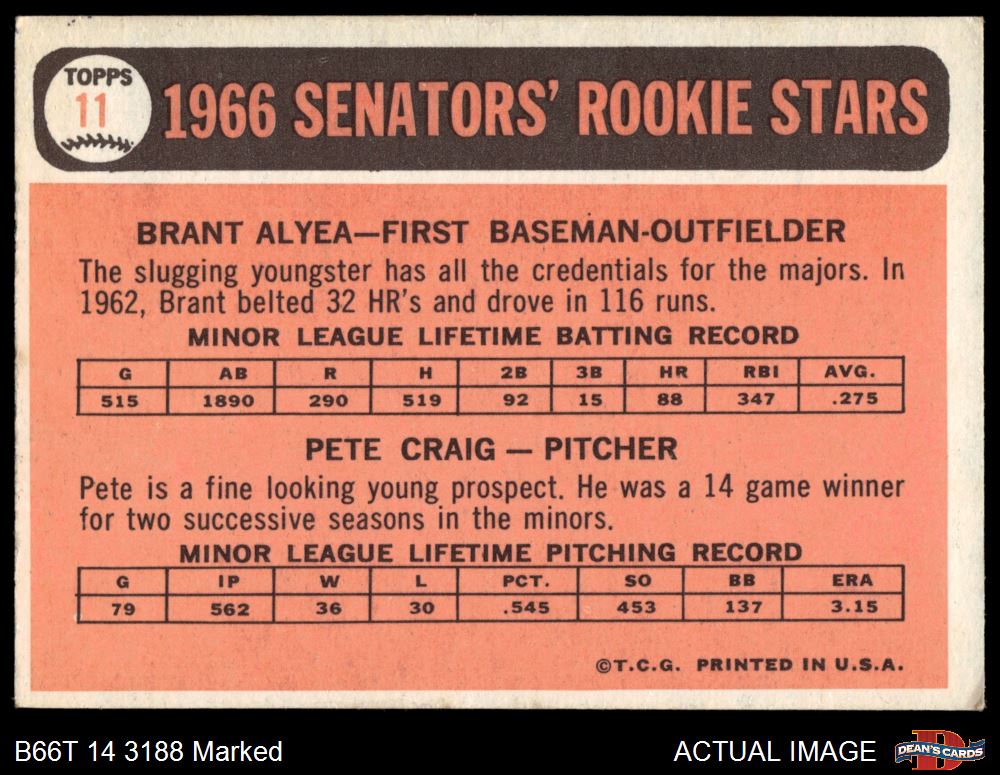 TOPPS
11
1966 SENATORS' ROOKIE STARS
BRANT ALYEA—FIRST BASEMAN-OUTFIELDER
The slugging youngster has all the credentials for the majors. In
1962, Brant belted 32 HR's and drove in 116 runs.
MINOR LEAGUE LIFETIME BATTING RECORD
G AB R H 2B 3B HR RBI AVG.
515 1890 290 519 92 15 88 347 .275
PETE CRAIG — PITCHER
Pete is a fine looking young prospect. He was a 14 game winner
for two successive seasons in the minors.
MINOR LEAGUE LIFETIME PITCHING RECORD
G IP W L PCT. SO BB ERA
79 562 36 30 .545 453 137 3.15
©T.C.G. PRINTED IN U.S.A.
B66T 14 3188 Marked
ACTUAL IMAGE
DEAN'S CARDS